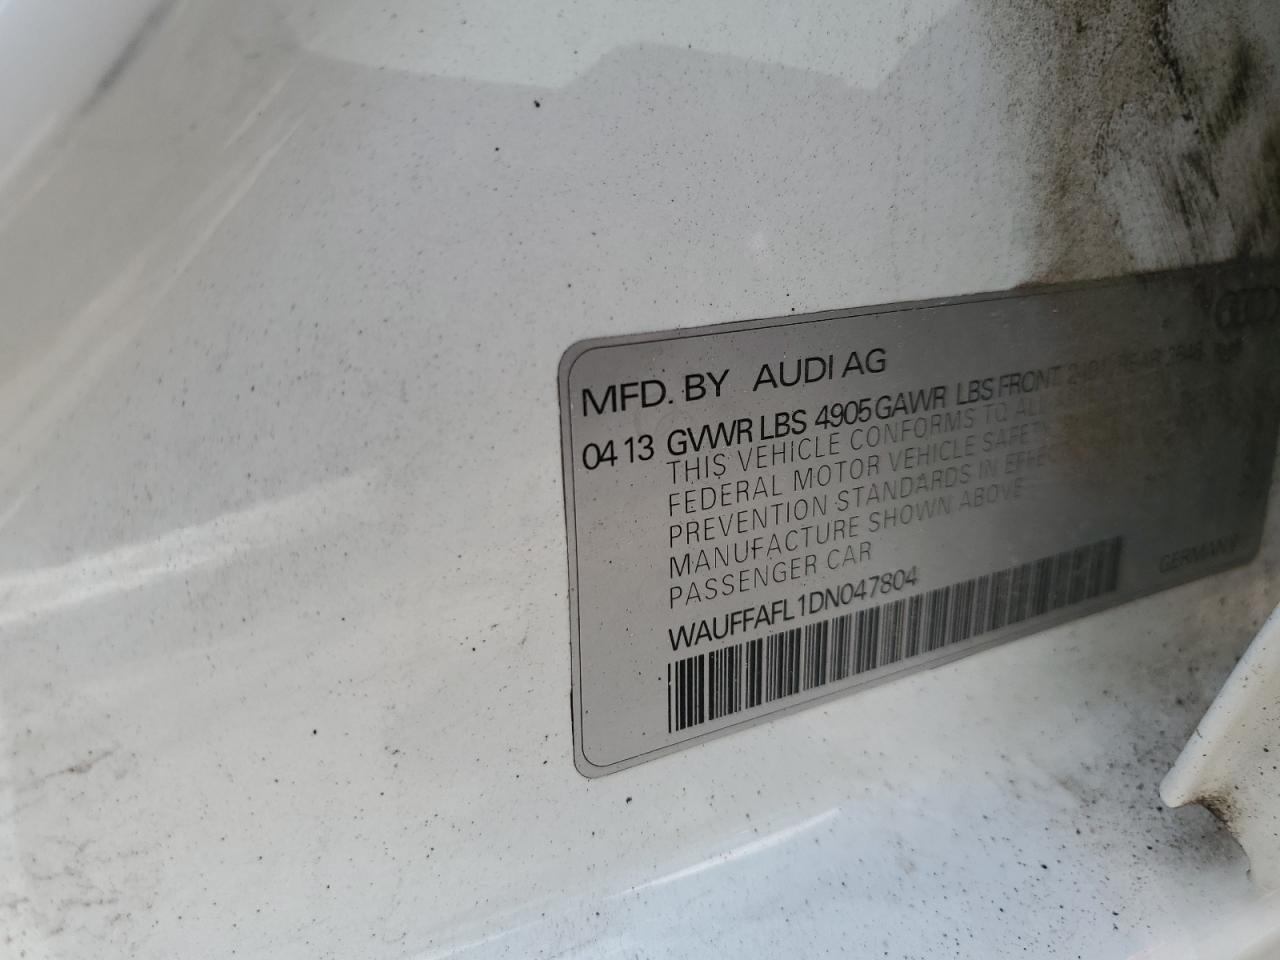 MFD. BY AUDI AG
04 13 GVWR LBS 4905 GAWR LBS FRONT REAR
THIS VEHICLE CONFORMS TO ALL
FEDERAL MOTOR VEHICLE SAFETY
PREVENTION STANDARDS IN EFFECT
MANUFACTURE SHOWN ABOVE
PASSENGER CAR
WAUFFAFL1DN047804
GERMANY